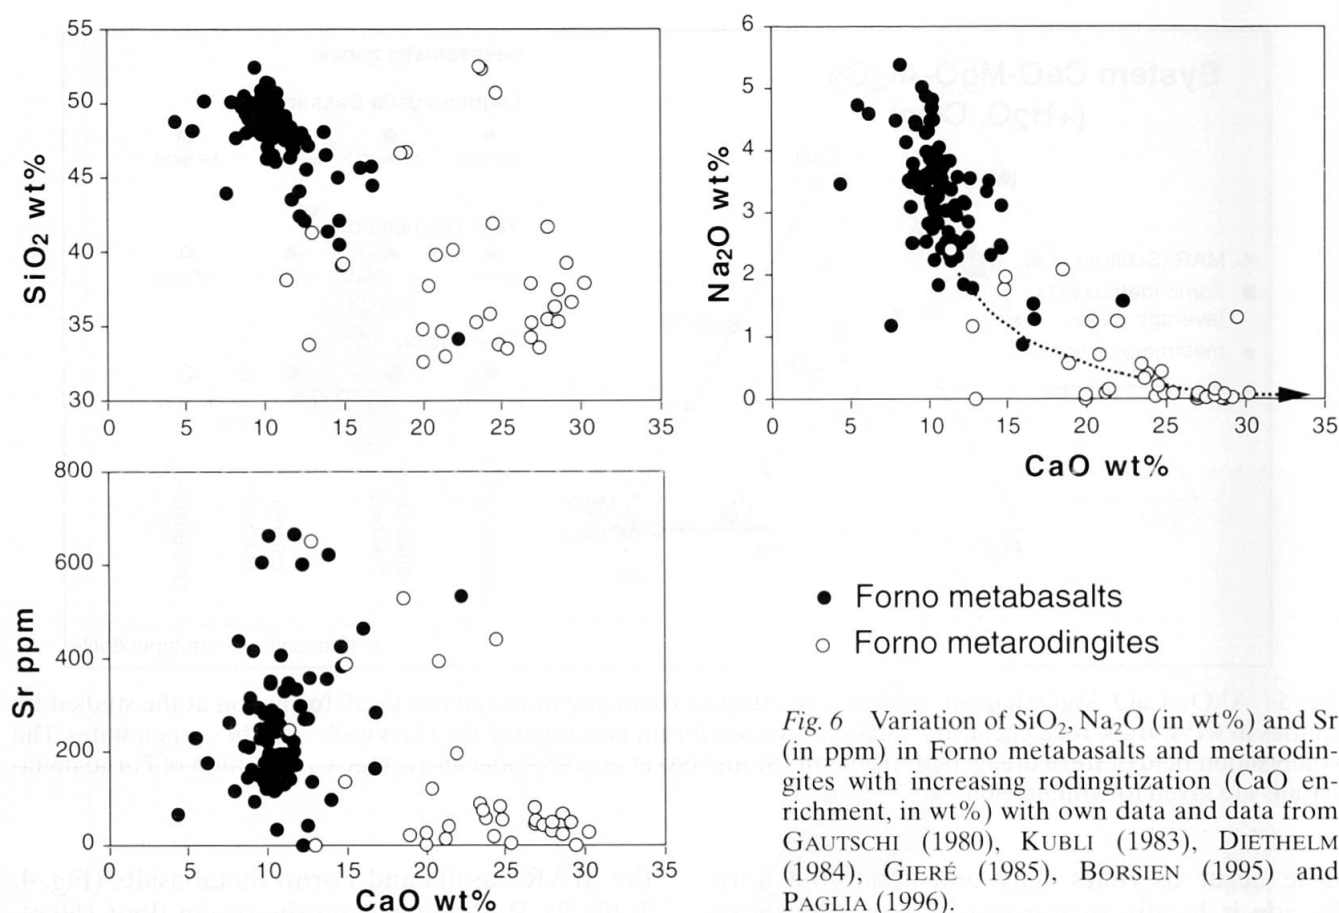 55
50
45
40
35
30
SiO2 wt%
0 5 10 15 20 25 30 35
6
5
4
3
2
1
0
Na2O wt%
0 5 10 15 20 25 30 35
CaO wt%
800
600
400
200
0
Sr ppm
0 5 10 15 20 25 30 35
CaO wt%
● Forno metabasalts
○ Forno metarodingites
Fig. 6 Variation of SiO2, Na2O (in wt%) and Sr
(in ppm) in Forno metabasalts and metarodin-
gites with increasing rodingitization (CaO en-
richment, in wt%) with own data and data from
GAUTSCHI (1980), KUBLI (1983), DIETHELM
(1984), GIERÉ (1985), BORSIEN (1995) and
PAGLIA (1996).